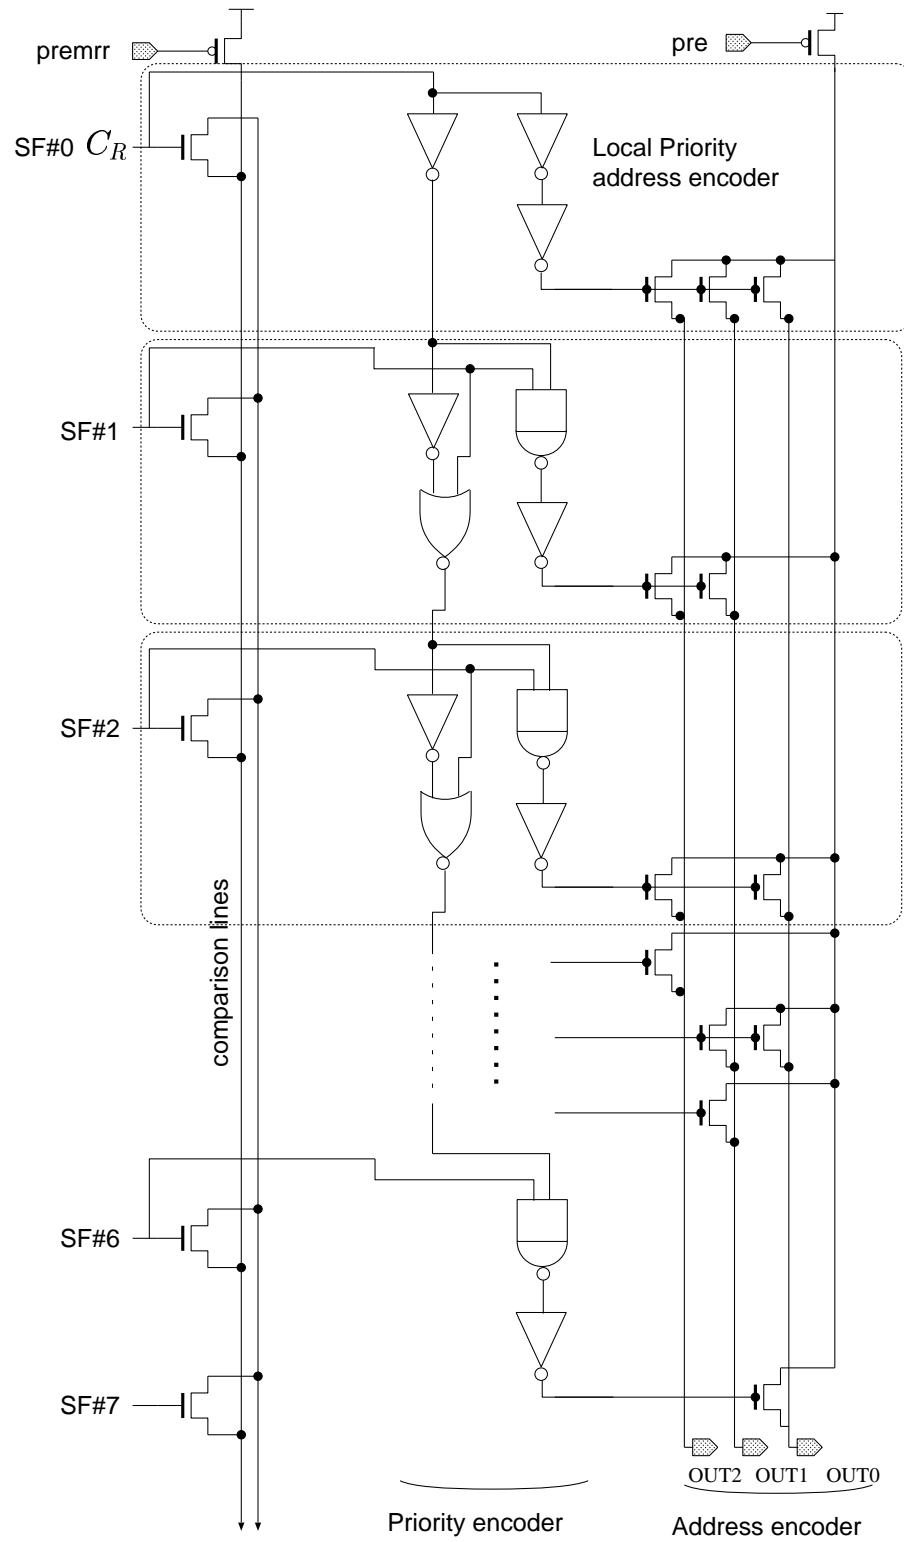 premrr
pre
SF#0 C_R
Local Priority
address encoder
SF#1
SF#2
comparison lines
SF#6
SF#7
OUT2 OUT1 OUT0
Priority encoder
Address encoder